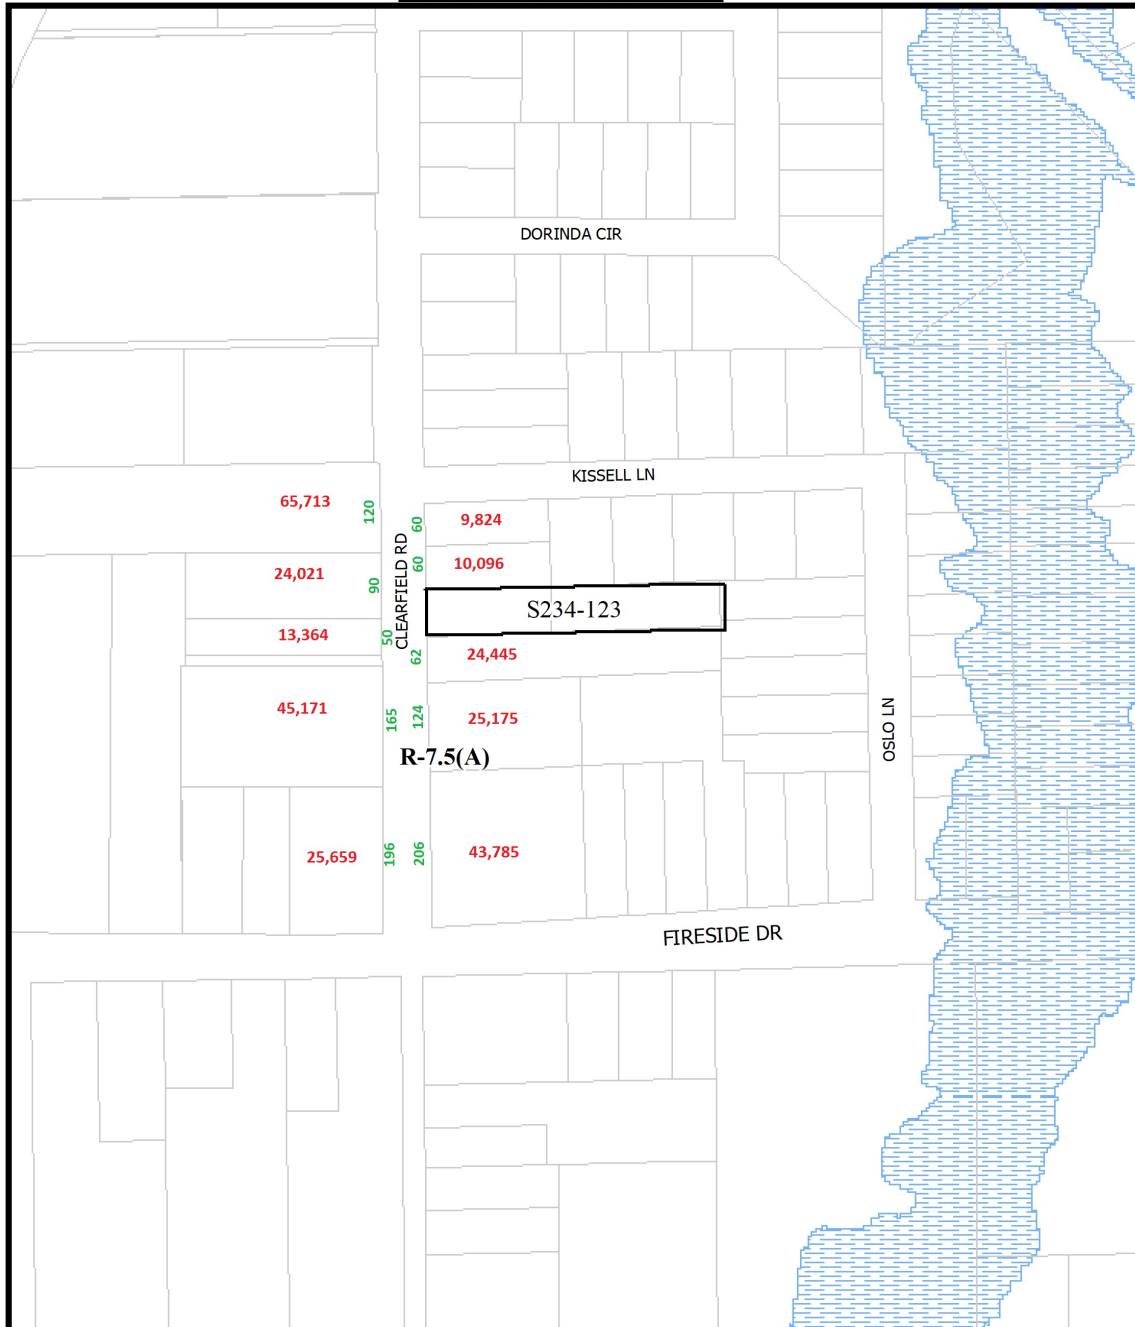 DORINDA CIR
KISSELL LN
65,713
120
60
9,824
CLEARFIELD RD
60
10,096
24,021
90
S234-123
13,364
50
62
24,445
45,171
165
124
25,175
OSLO LN
R-7.5(A)
25,659
196
206
43,785
FIRESIDE DR